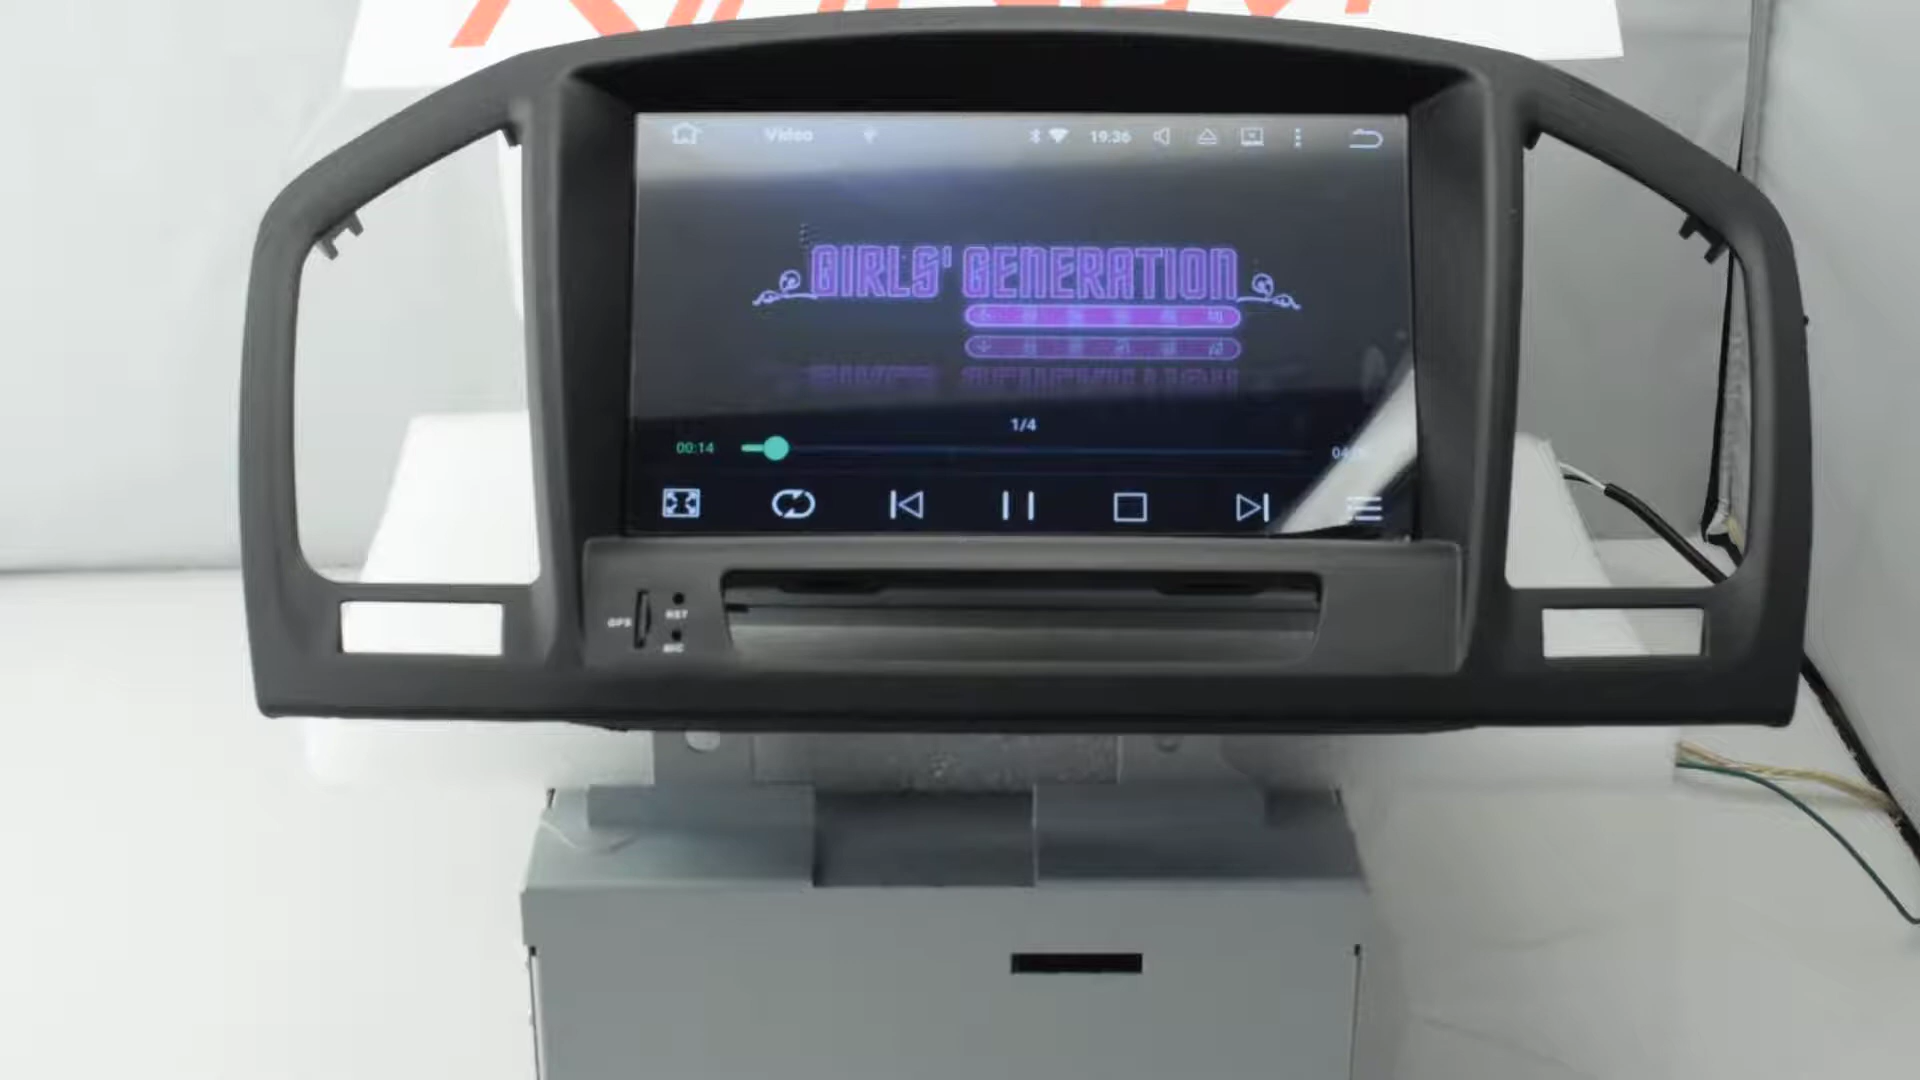 Video
19:36
GIRLS' GENERATION
1/4
00:14
GPS
RST
MIC